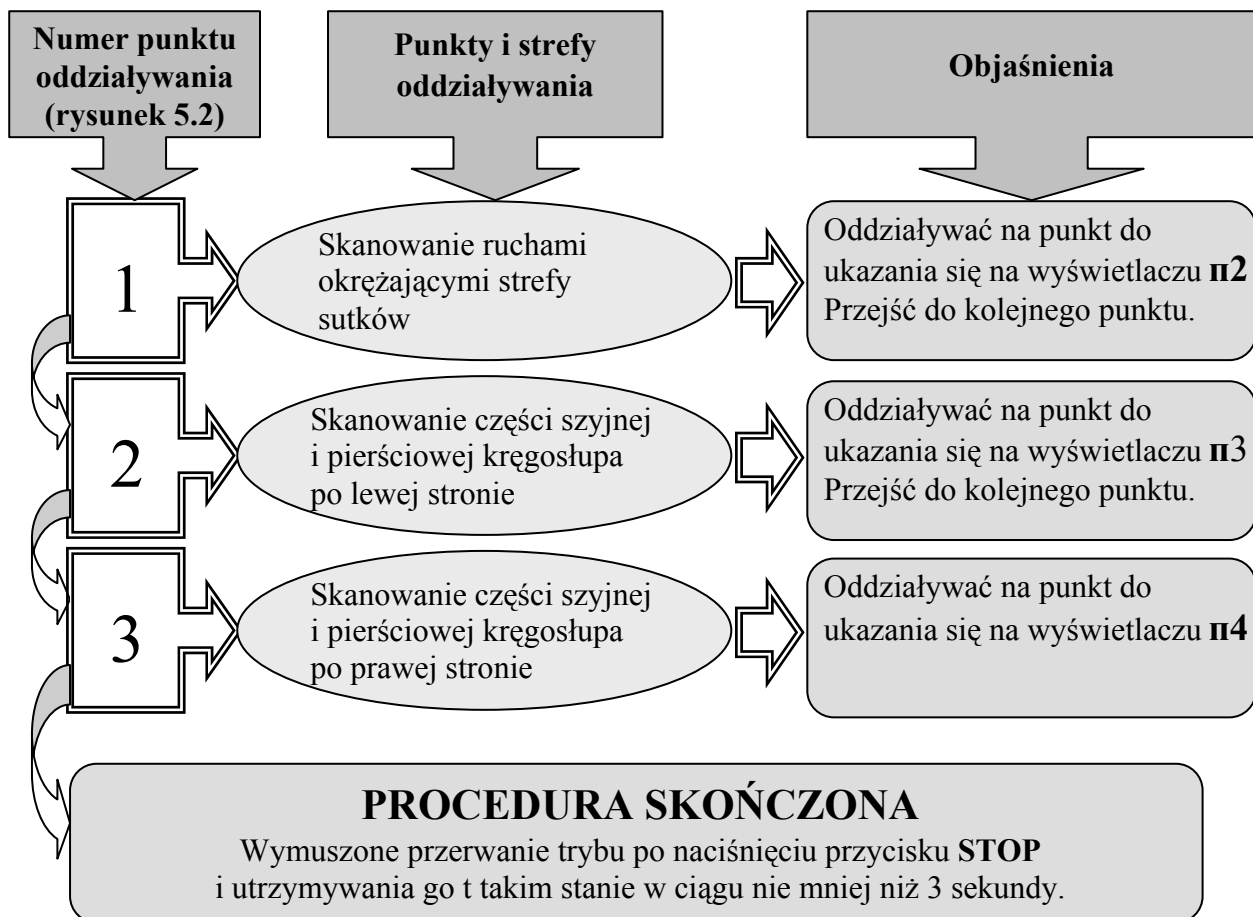 Numer punktu
oddziaływania
(rysunek 5.2)
Punkty i strefy
oddziaływania
Objaśnienia
1
Skanowanie ruchami
okrężającymi strefy
sutków
Oddziaływać na punkt do
ukazania się na wyświetlaczu п2
Przejść do kolejnego punktu.
2
Skanowanie części szyjnej
i pierściowej kręgosłupa
po lewej stronie
Oddziaływać na punkt do
ukazania się na wyświetlaczu п3
Przejść do kolejnego punktu.
3
Skanowanie części szyjnej
i pierściowej kręgosłupa
po prawej stronie
Oddziaływać na punkt do
ukazania się na wyświetlaczu п4
PROCEDURA SKOŃCZONA
Wymuszone przerwanie trybu po naciśnięciu przycisku STOP
i utrzymywania go t takim stanie w ciągu nie mniej niż 3 sekundy.